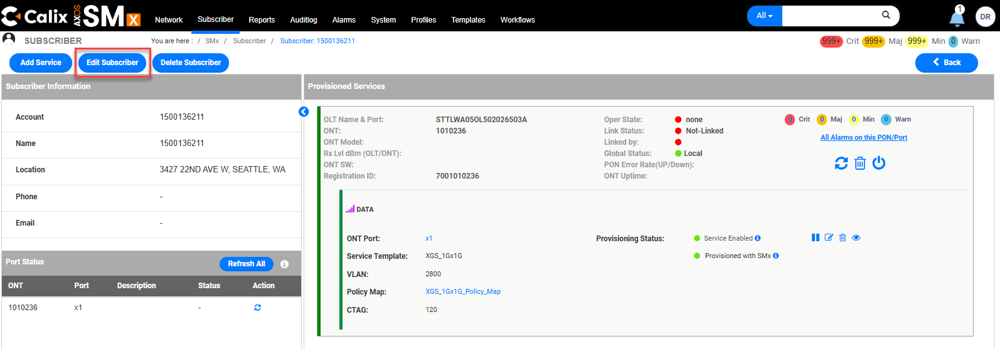 Calix AXOS SMx
Network Subscriber Reports Auditlog Alarms System Profiles Templates Workflows
All
1
DR
SUBSCRIBER
You are here : / SMx / Subscriber / Subscriber: 1500136211
999+ Crit 999+ Maj 999+ Min 0 Warn
Add Service Edit Subscriber Delete Subscriber
Back
Subscriber Information
Account 1500136211
Name 1500136211
Location 3427 22ND AVE W, SEATTLE, WA
Phone -
Email -
Port Status Refresh All
ONT Port Description Status Action
1010236 x1 -
Provisioned Services
OLT Name & Port: STTLWA05OL502026503A
ONT: 1010236
ONT Model:
Rx Lvl dBm (OLT/ONT):
ONT SW:
Registration ID: 7001010236
Oper State: none
Link Status: Not-Linked
Linked by:
Global Status: Local
PON Error Rate(UP/Down):
ONT Uptime:
0 Crit 0 Maj 0 Min 0 Warn
All Alarms on this PON/Port
DATA
ONT Port: x1
Service Template: XGS_1Gx1G
VLAN: 2800
Policy Map: XGS_1Gx1G_Policy_Map
CTAG: 120
Provisioning Status: Service Enabled
Provisioned with SMx